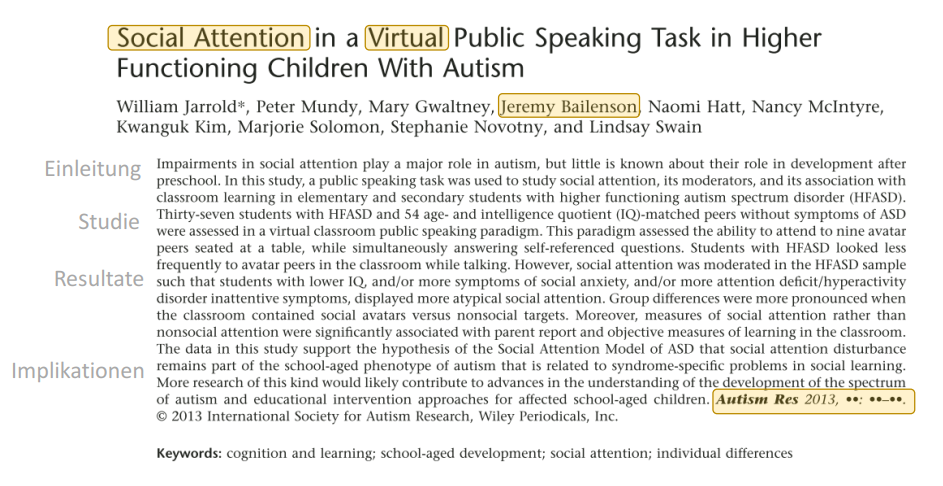 Social Attention in a Virtual Public Speaking Task in Higher
Functioning Children With Autism
William Jarrold*, Peter Mundy, Mary Gwaltney, Jeremy Bailenson, Naomi Hatt, Nancy McIntyre,
Kwanguk Kim, Marjorie Solomon, Stephanie Novotny, and Lindsay Swain
Einleitung
Impairments in social attention play a major role in autism, but little is known about their role in development after
preschool. In this study, a public speaking task was used to study social attention, its moderators, and its association with
classroom learning in elementary and secondary students with higher functioning autism spectrum disorder (HFASD).
Studie
Thirty-seven students with HFASD and 54 age- and intelligence quotient (IQ)-matched peers without symptoms of ASD
were assessed in a virtual classroom public speaking paradigm. This paradigm assessed the ability to attend to nine avatar
peers seated at a table, while simultaneously answering self-referenced questions. Students with HFASD looked less
Resultate
frequently to avatar peers in the classroom while talking. However, social attention was moderated in the HFASD sample
such that students with lower IQ, and/or more symptoms of social anxiety, and/or more attention deficit/hyperactivity
disorder inattentive symptoms, displayed more atypical social attention. Group differences were more pronounced when
the classroom contained social avatars versus nonsocial targets. Moreover, measures of social attention rather than
nonsocial attention were significantly associated with parent report and objective measures of learning in the classroom.
The data in this study support the hypothesis of the Social Attention Model of ASD that social attention disturbance
Implikationen
remains part of the school-aged phenotype of autism that is related to syndrome-specific problems in social learning.
More research of this kind would likely contribute to advances in the understanding of the development of the spectrum
of autism and educational intervention approaches for affected school-aged children. Autism Res 2013, ••: ••–••.
© 2013 International Society for Autism Research, Wiley Periodicals, Inc.
Keywords: cognition and learning; school-aged development; social attention; individual differences